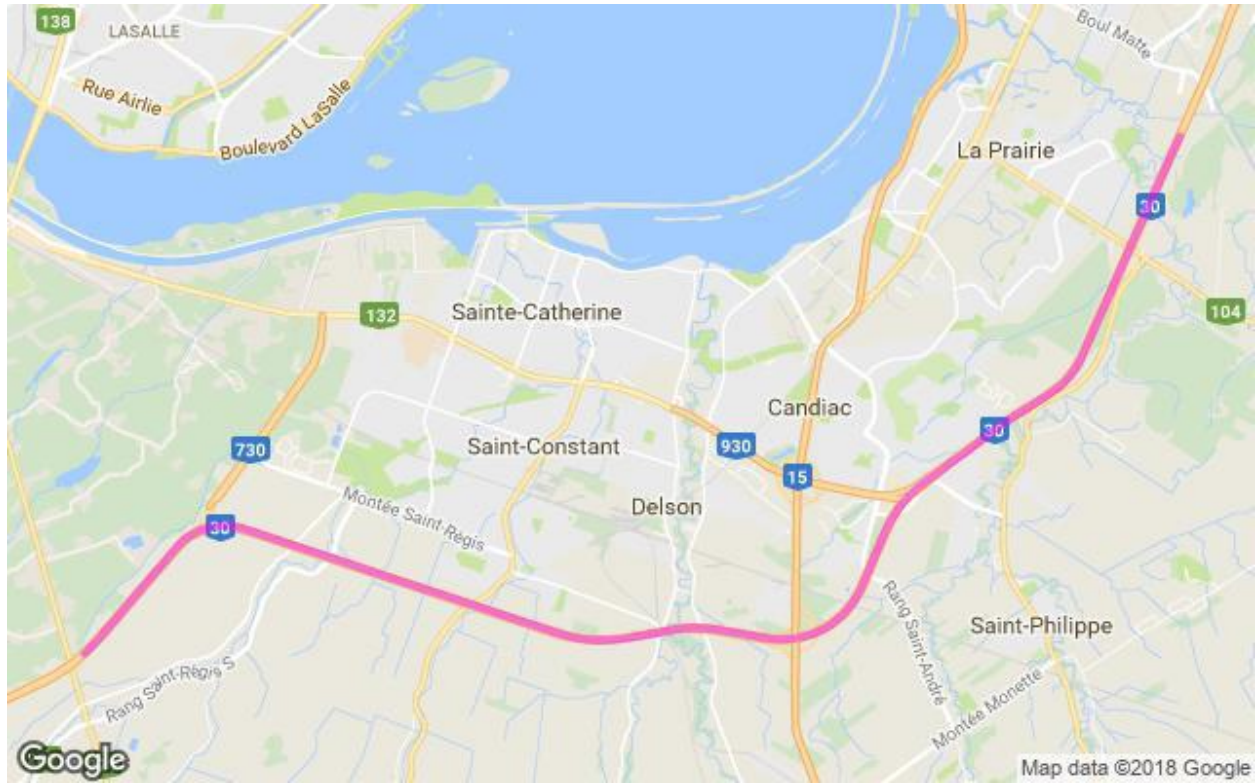 138
LASALLE
Boul Matte
Rue Airlie
Boulevard LaSalle
La Prairie
30
132
Sainte-Catherine
104
Candiac
30
730
Saint-Constant
930
15
Montée Saint-Régis
Delson
30
Rang Saint-André
Saint-Philippe
Rang Saint-Régis S
Montée Monette
Google
Map data ©2018 Google